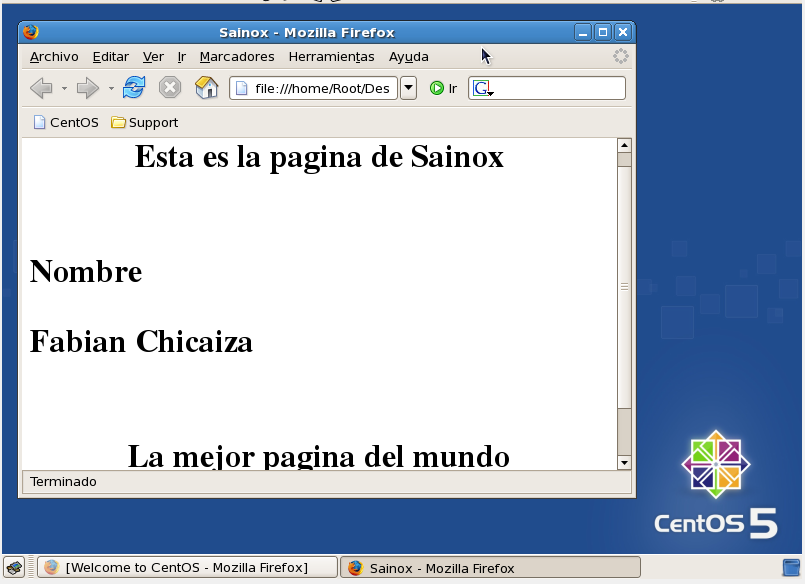 Sainox - Mozilla Firefox
Archivo Editar Ver Ir Marcadores Herramientas Ayuda
file:///home/Root/Des Ir G
CentOS Support
Esta es la pagina de Sainox
Nombre
Fabian Chicaiza
La mejor pagina del mundo
Terminado
CentOS 5
[Welcome to CentOS - Mozilla Firefox] Sainox - Mozilla Firefox